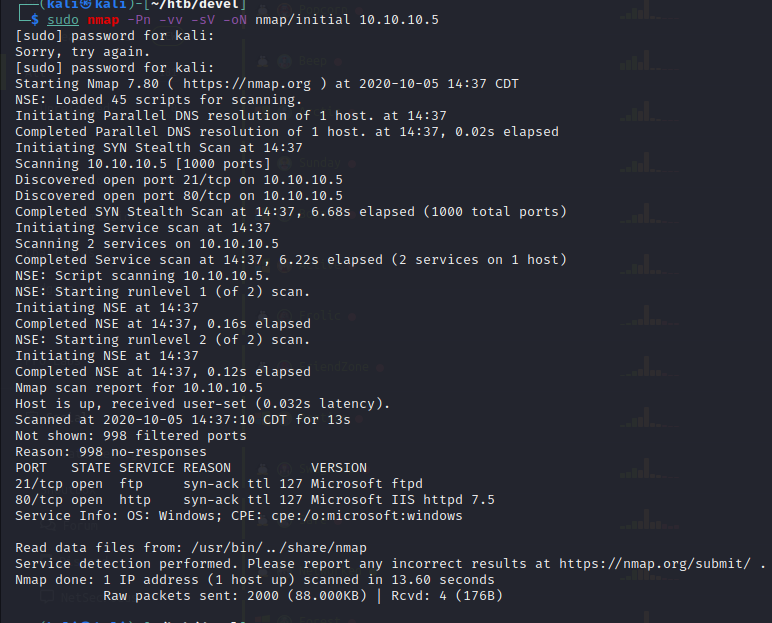 (kali㉿kali)-[~/htb/devel]
$ sudo nmap -Pn -vv -sV -oN nmap/initial 10.10.10.5
[sudo] password for kali:
Sorry, try again.
[sudo] password for kali:
Starting Nmap 7.80 ( https://nmap.org ) at 2020-10-05 14:37 CDT
NSE: Loaded 45 scripts for scanning.
Initiating Parallel DNS resolution of 1 host. at 14:37
Completed Parallel DNS resolution of 1 host. at 14:37, 0.02s elapsed
Initiating SYN Stealth Scan at 14:37
Scanning 10.10.10.5 [1000 ports]
Discovered open port 21/tcp on 10.10.10.5
Discovered open port 80/tcp on 10.10.10.5
Completed SYN Stealth Scan at 14:37, 6.68s elapsed (1000 total ports)
Initiating Service scan at 14:37
Scanning 2 services on 10.10.10.5
Completed Service scan at 14:37, 6.22s elapsed (2 services on 1 host)
NSE: Script scanning 10.10.10.5.
NSE: Starting runlevel 1 (of 2) scan.
Initiating NSE at 14:37
Completed NSE at 14:37, 0.16s elapsed
NSE: Starting runlevel 2 (of 2) scan.
Initiating NSE at 14:37
Completed NSE at 14:37, 0.12s elapsed
Nmap scan report for 10.10.10.5
Host is up, received user-set (0.032s latency).
Scanned at 2020-10-05 14:37:10 CDT for 13s
Not shown: 998 filtered ports
Reason: 998 no-responses
PORT   STATE SERVICE REASON          VERSION
21/tcp open  ftp     syn-ack ttl 127 Microsoft ftpd
80/tcp open  http    syn-ack ttl 127 Microsoft IIS httpd 7.5
Service Info: OS: Windows; CPE: cpe:/o:microsoft:windows

Read data files from: /usr/bin/../share/nmap
Service detection performed. Please report any incorrect results at https://nmap.org/submit/ .
Nmap done: 1 IP address (1 host up) scanned in 13.60 seconds
Raw packets sent: 2000 (88.000KB) | Rcvd: 4 (176B)